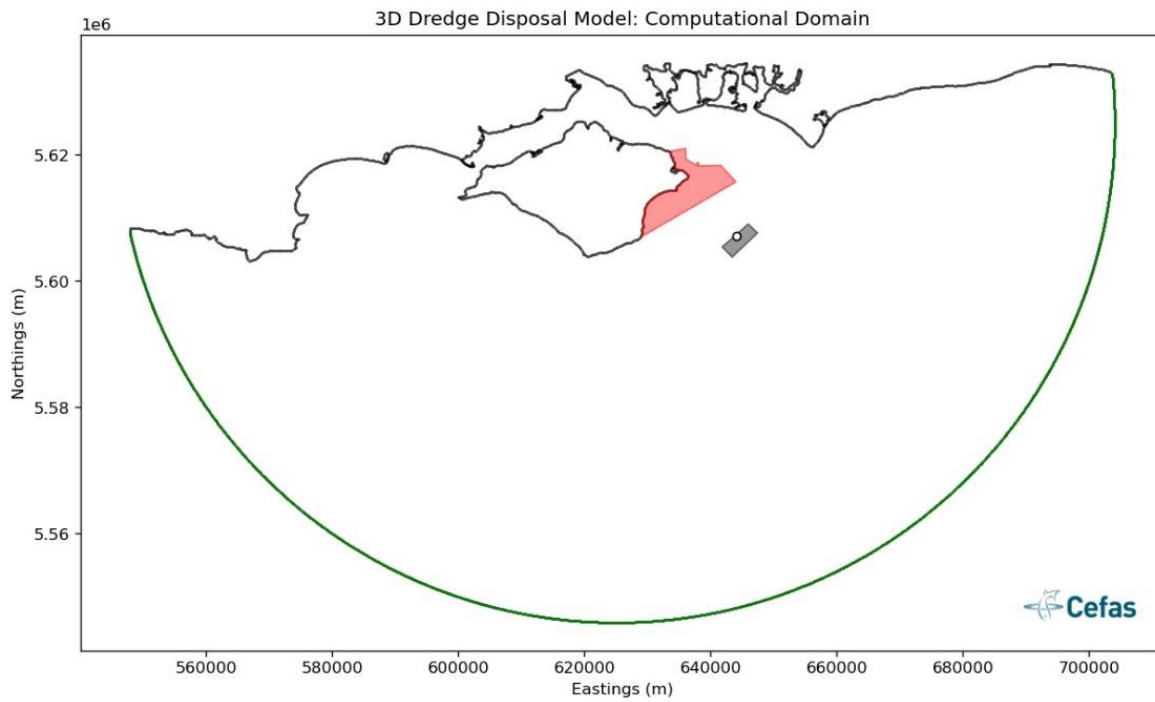 3D Dredge Disposal Model: Computational Domain
1e6
5.62
5.60
5.58
5.56
Northings (m)
Cefas
560000 580000 600000 620000 640000 660000 680000 700000
Eastings (m)